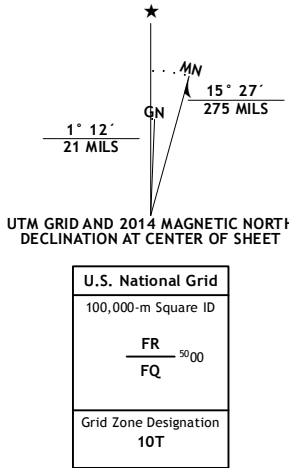 MN
GN
15° 27´
275 MILS
1° 12´
21 MILS
UTM GRID AND 2014 MAGNETIC NORTH
DECLINATION AT CENTER OF SHEET
U.S. National Grid
100,000-m Square ID
FR
5000
FQ
Grid Zone Designation
10T